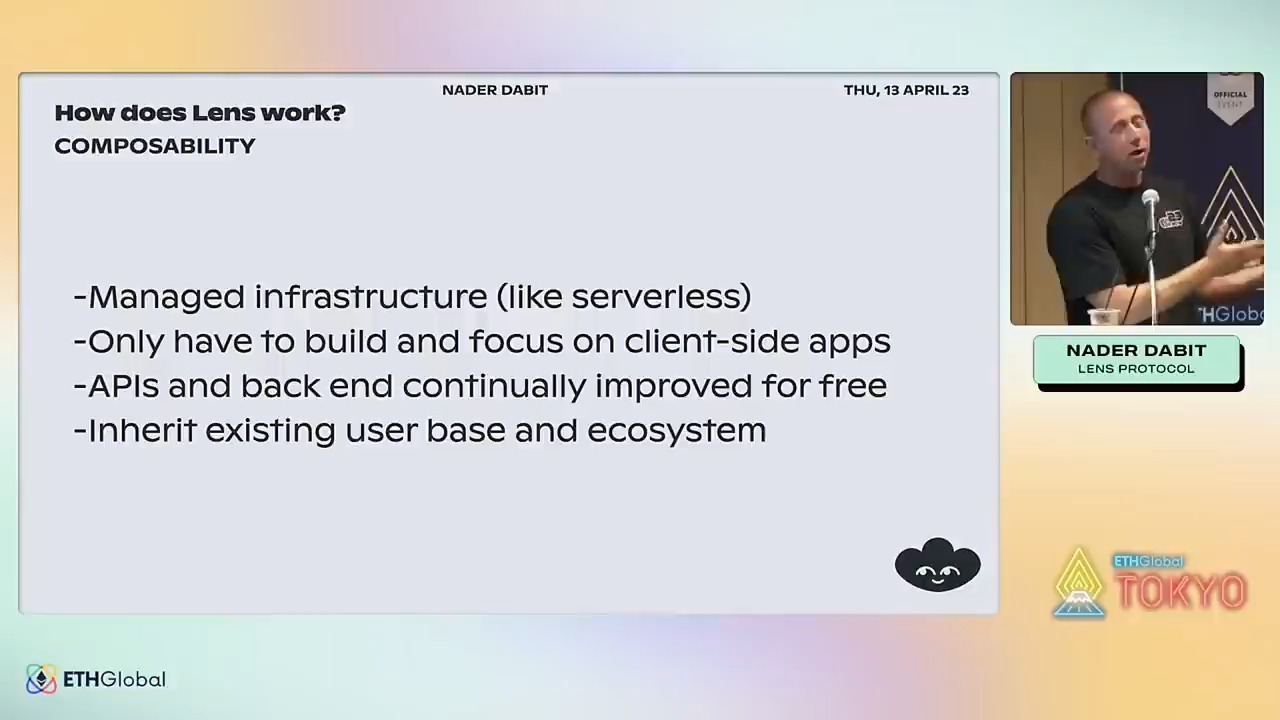 How does Lens work?
COMPOSABILITY
NADER DABIT
THU, 13 APRIL 23
-Managed infrastructure (like serverless)
-Only have to build and focus on client-side apps
-APIs and back end continually improved for free
-Inherit existing user base and ecosystem
OFFICIAL
EVENT
NADER DABIT
LENS PROTOCOL
ETHGlobal
TOKYO
ETHGlobal